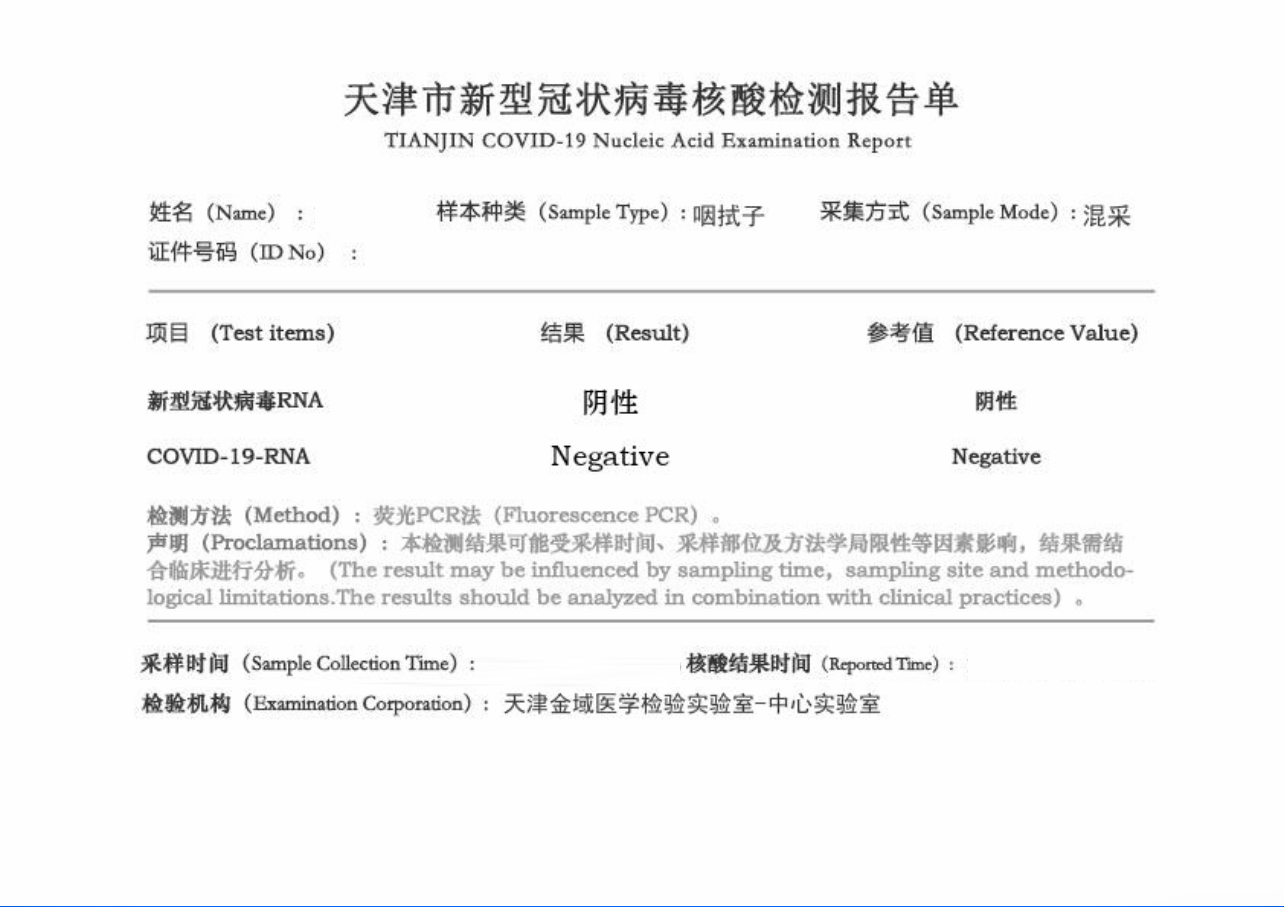 天津市新型冠状病毒核酸检测报告单
TIANJIN COVID-19 Nucleic Acid Examination Report
姓名（Name）： 样本种类（Sample Type）: 咽拭子 采集方式（Sample Mode）: 混采
证件号码（ID No）：
项目 (Test items) 结果 (Result) 参考值 (Reference Value)
新型冠状病毒RNA 阴性 阴性
COVID-19-RNA Negative Negative
检测方法（Method）: 荧光PCR法（Fluorescence PCR）。
声明（Proclamations）: 本检测结果可能受采样时间、采样部位及方法学局限性等因素影响，结果需结
合临床进行分析。（The result may be influenced by sampling time，sampling site and methodo-
logical limitations.The results should be analyzed in combination with clinical practices）。
采样时间（Sample Collection Time）: 核酸结果时间（Reported Time）:
检验机构（Examination Corporation）: 天津金域医学检验实验室-中心实验室